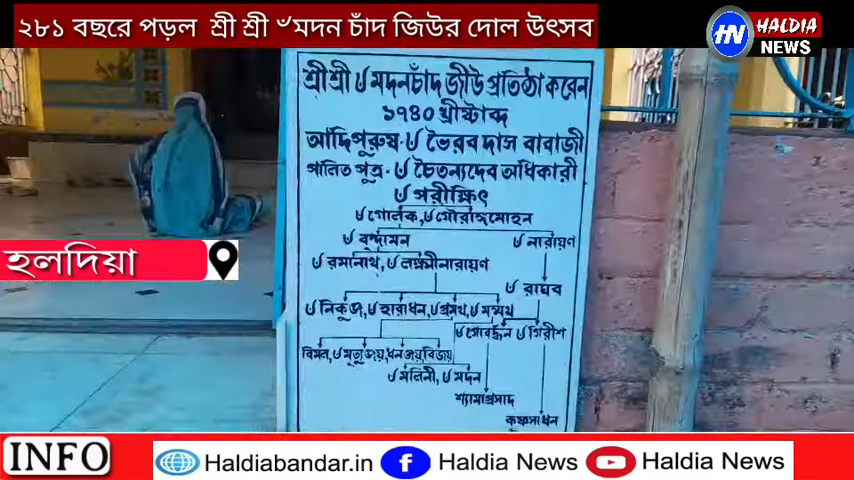 ২৮১ বছরে পড়ল শ্রী শ্রী ৺মদন চাঁদ জিউর দোল উৎসব
HN HALDIA NEWS
শ্রীশ্রী ৺মদনচাঁদ জীউ প্রতিষ্ঠা করেন
১৭৪০ খ্রীষ্টাব্দ
আদিপুরুষ-৺ ভৈরব দাস বাবাজী
পালিত পুত্র-৺ চৈতন্যদেব অধিকারী
৺ পরীক্ষিৎ
৺গোলক, ৺গৌরাঙ্গমোহন
৺ বৃন্দামন ৺ নারায়ণ
৺ রমানাথ, ৺ লক্ষ্মীনারায়ণ
৺ রাঘব
৺ নিকুঞ্জ, ৺হারাধন, ৺প্রমথ, ৺ মন্মথ
৺গোবর্দ্ধন ৺ গিরীশ
বিমল, ৺ মৃত্যুঞ্জয়, ধনঞ্জয়, বিজয়
৺ মলিনী, ৺ মদন
শ্যামাপ্রসাদ
কৃষ্ণসাধন
হলদিয়া
INFO Haldiabandar.in Haldia News Haldia News